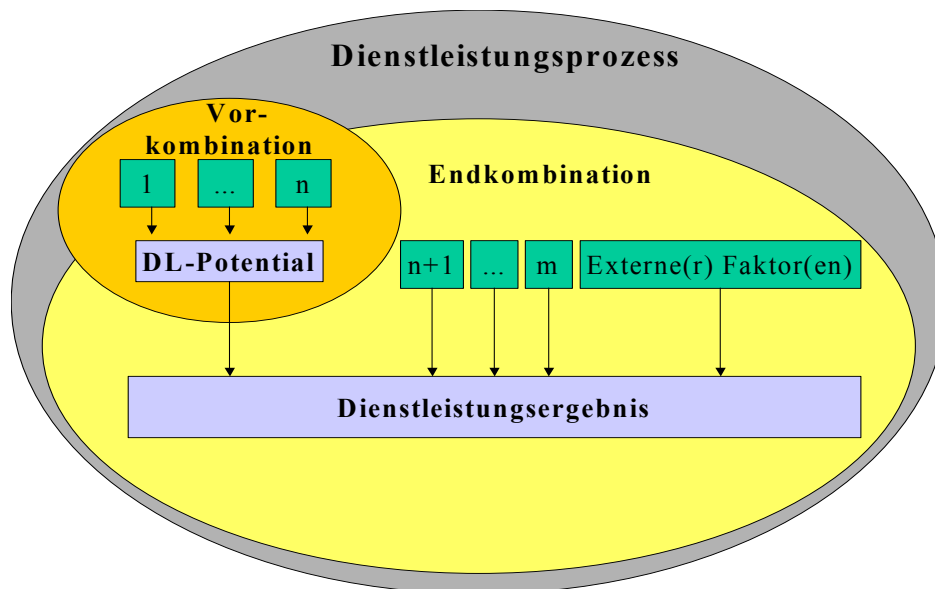 Dienstleistungsprozess
Vor-
kombination
1 ... n
DL-Potential
Endkombination
n+1 ... m Externe(r) Faktor(en)
Dienstleistungsergebnis